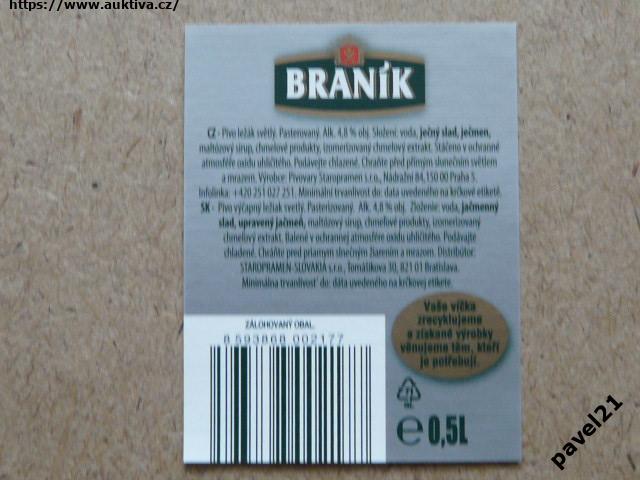 https://www.auktiva.cz/
BRANÍK
CZ - Pivo ležák světlý. Pasterovaný. Alk. 4,8 % obj. Složení: voda, ječný slad, ječmen,
maltózový sirup, chmelové produkty, izomerizovaný chmelový extrakt. Stáčeno v ochranné
atmosféře oxidu uhličitého. Podávejte chlazené. Chraňte před přímým slunečním světlem
a mrazem. Výrobce: Pivovary Staropramen s.r.o., Nádražní 84, 150 00 Praha 5.
Infolinka: +420 251 027 251. Minimální trvanlivost do: data uvedeného na krčkové etiketě.
SK - Pivo výčapný ležiak svetlý. Pasterizovaný. Alk. 4,8 % obj. Zloženie: voda, jačmenný
slad, upravený jačmeň, maltózový sirup, chmeľové produkty, izomerizovaný
chmeľový extrakt. Balené v ochrannej atmosfére oxidu uhličitého. Podávajte
chladené. Chráňte pred priamym slnečným žiarením a mrazom. Distribútor:
STAROPRAMEN-SLOVAKIA s.r.o., Tomášikova 30, 821 01 Bratislava.
Minimálna trvanlivosť do: dáta uvedeného na krčkovej etikete.
ZÁLOHOVANÝ OBAL.
8 593868 002177
Vaše víčka
zrecyklujeme
a získané výrobky
věnujeme těm, kteří
je potřebují.
℮ 0,5L
pavel21